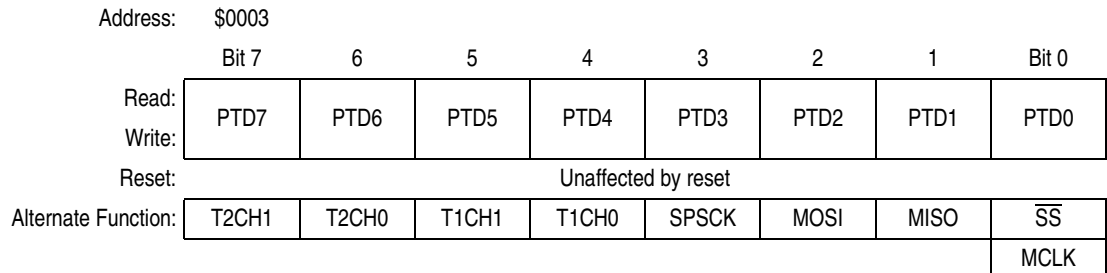 Address: $0003
Bit 7 6 5 4 3 2 1 Bit 0
Read:
PTD7 PTD6 PTD5 PTD4 PTD3 PTD2 PTD1 PTD0
Write:
Reset: Unaffected by reset
Alternate Function: T2CH1 T2CH0 T1CH1 T1CH0 SPSCK MOSI MISO S̅S̅
MCLK